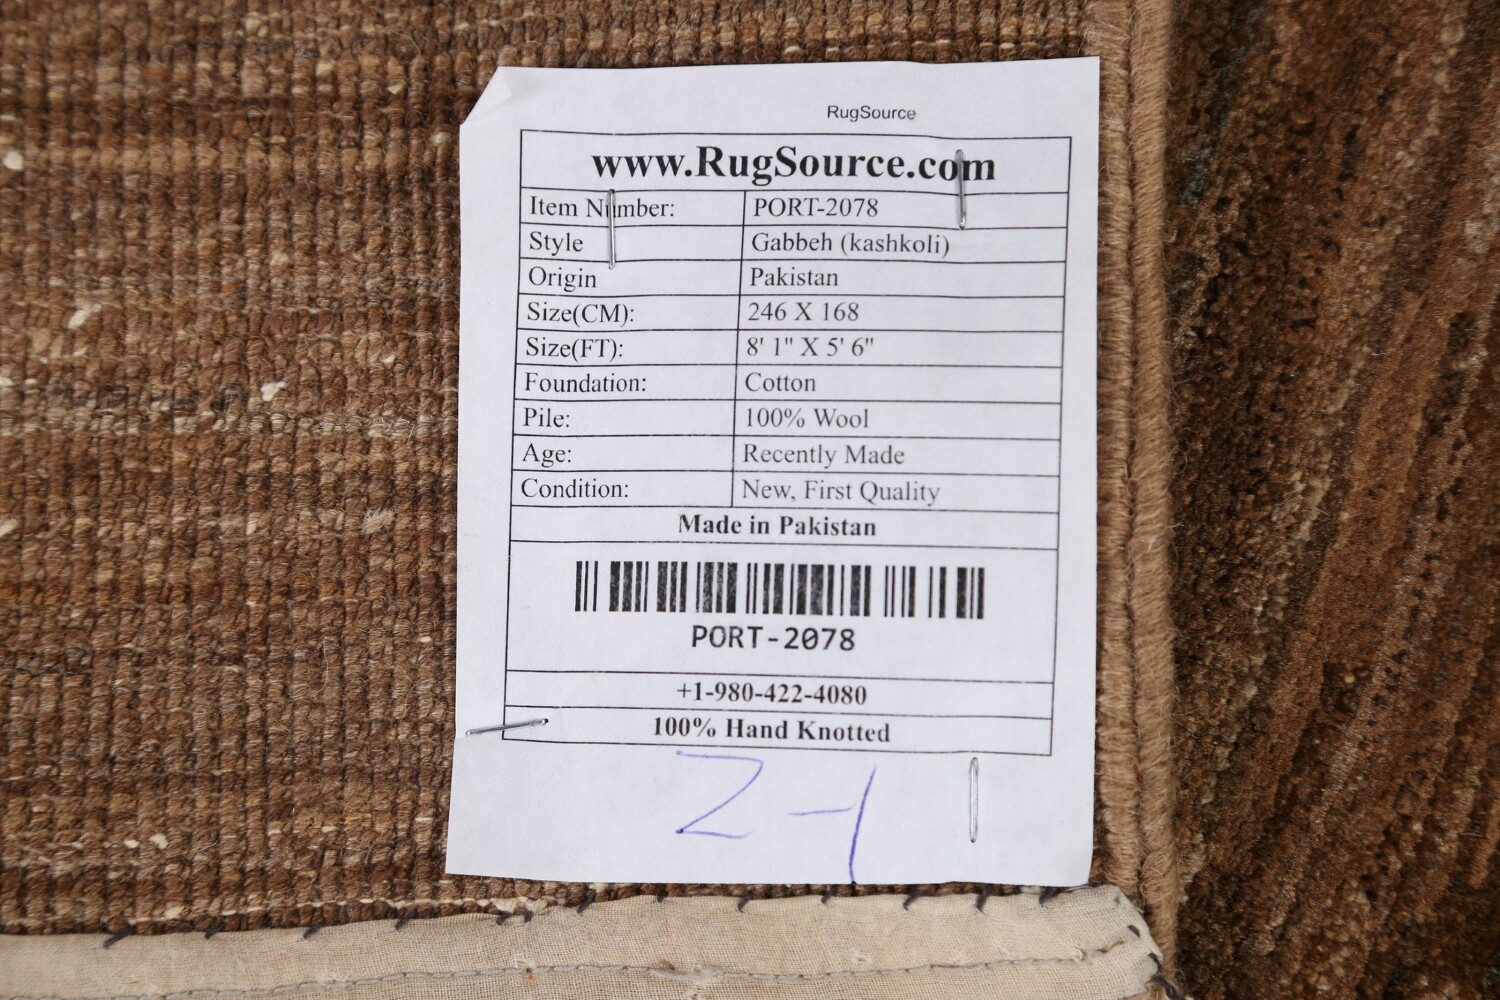 RugSource
www.RugSource.com
Item Number: PORT-2078
Style Gabbeh (kashkoli)
Origin Pakistan
Size(CM): 246 X 168
Size(FT): 8' 1" X 5' 6"
Foundation: Cotton
Pile: 100% Wool
Age: Recently Made
Condition: New, First Quality
Made in Pakistan
PORT-2078
+1-980-422-4080
100% Hand Knotted
Z-1